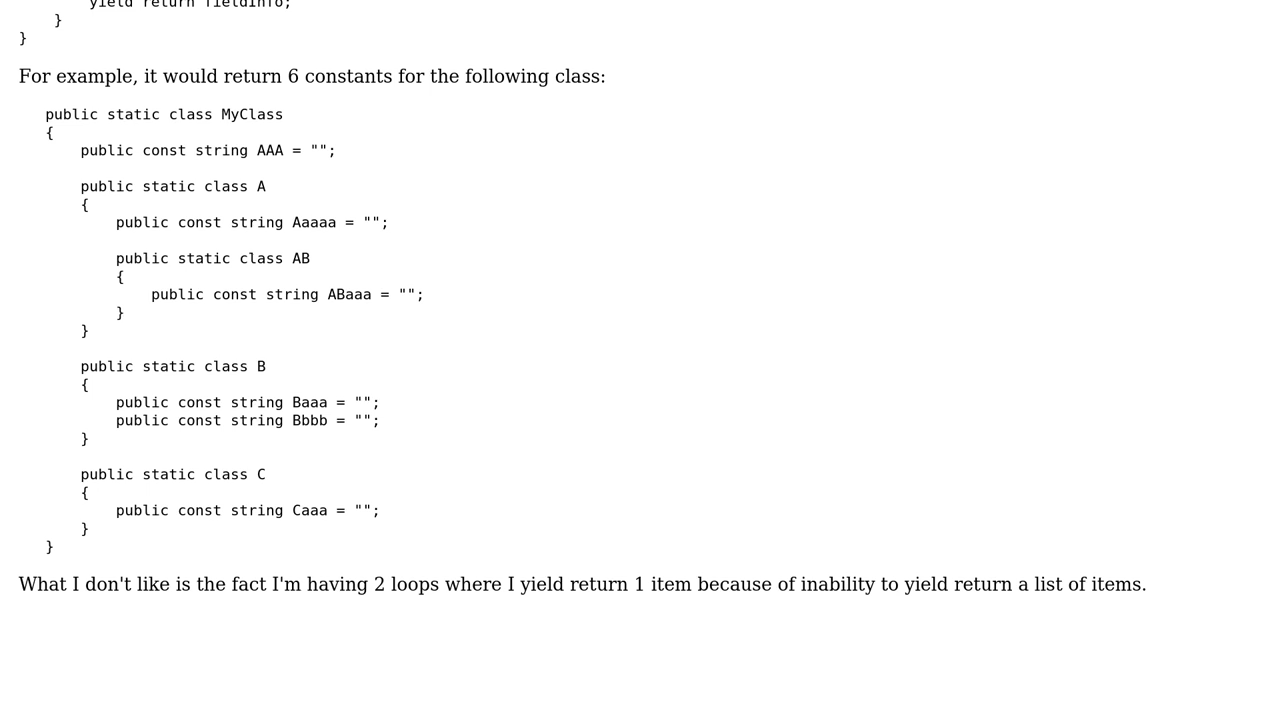 yield return fieldInfo;
}
}
For example, it would return 6 constants for the following class:
public static class MyClass
{
public const string AAA = "";
public static class A
{
public const string Aaaaa = "";
public static class AB
{
public const string ABaaa = "";
}
}
public static class B
{
public const string Baaa = "";
public const string Bbbb = "";
}
public static class C
{
public const string Caaa = "";
}
}
What I don't like is the fact I'm having 2 loops where I yield return 1 item because of inability to yield return a list of items.